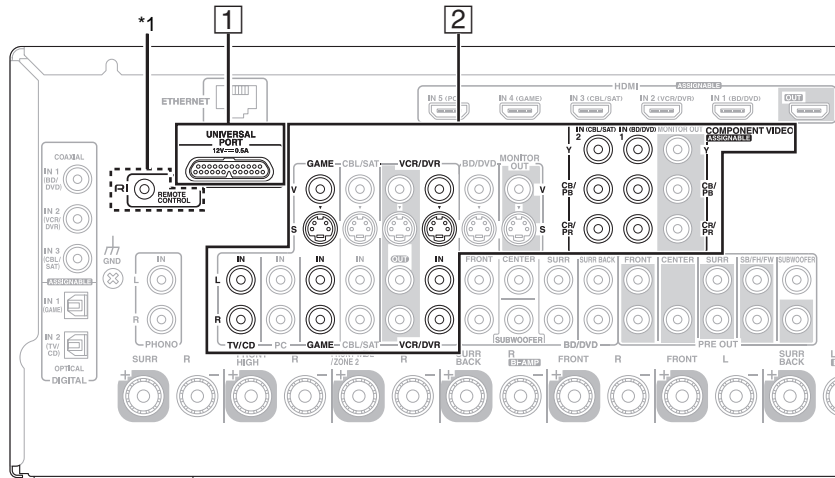 *1
1
2
ETHERNET
HDMI
ASSIGNABLE
IN 5 (PC)
IN 4 (GAME)
IN 3 (CBL/SAT)
IN 2 (VCR/DVR)
IN 1 (BD/DVD)
OUT
UNIVERSAL
PORT
12V 0.5A
IN (CBL/SAT)
2
IN (BD/DVD)
1
MONITOR OUT
COMPONENT VIDEO
ASSIGNABLE
Y
Y
CB/
PB
CB/
PB
CR/
PR
CR/
PR
COAXIAL
IN 1
(BD/
DVD)
IN 2
(VCR/
DVR)
IN 3
(CBL/
SAT)
ASSIGNABLE
IN 1
(GAME)
IN 2
(TV/
CD)
OPTICAL
DIGITAL
RI
REMOTE
CONTROL
GND
GAME
CBL/SAT
VCR/DVR
BD/DVD
MONITOR
OUT
V
V
S
S
IN
L
R
PHONO
L
R
IN
IN
IN
IN
OUT
IN
TV/CD
PC
GAME
CBL/SAT
VCR/DVR
FRONT
CENTER
SURR
SURR BACK
SUBWOOFER
BD/DVD
FRONT
CENTER
SURR
SB/FH/FW
SUBWOOFER
PRE OUT
SURR
R
HIGH
R
/ZONE 2
R
SURR
BACK
R
BI-AMP
FRONT
R
FRONT
L
SURR
BACK
L